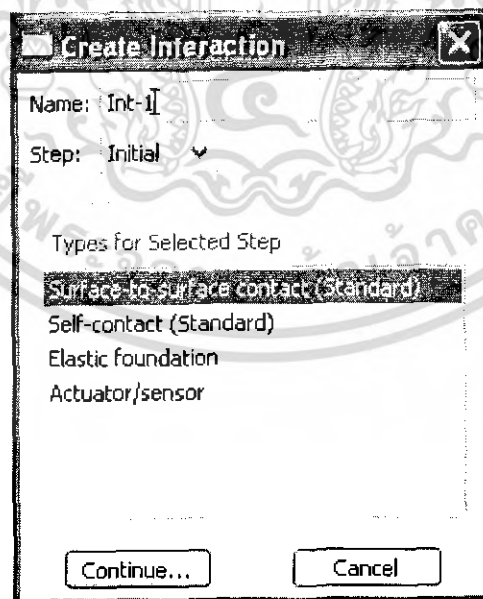 Create Interaction
Name: Int-1
Step: Initial
Types for Selected Step
Surface-to-surface contact (Standard)
Self-contact (Standard)
Elastic foundation
Actuator/sensor
Continue...
Cancel